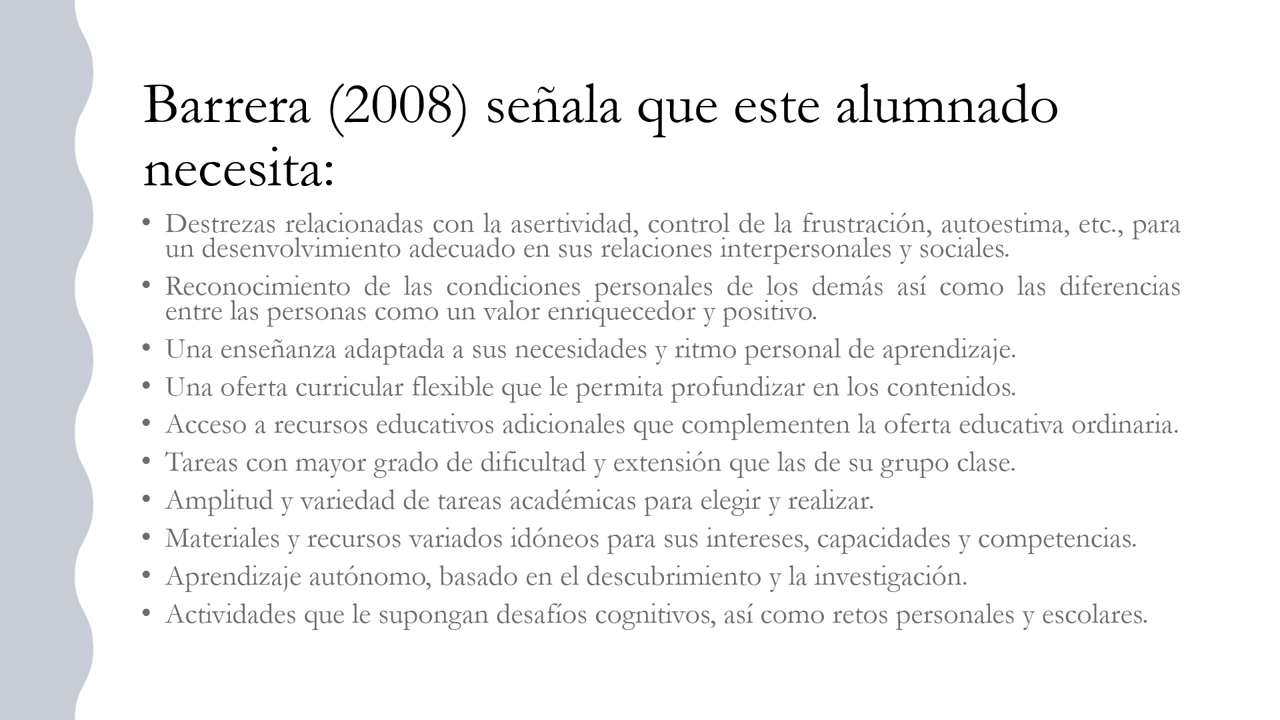 Barrera (2008) señala que este alumnado
necesita:
• Destrezas relacionadas con la asertividad, control de la frustración, autoestima, etc., para
un desenvolvimiento adecuado en sus relaciones interpersonales y sociales.
• Reconocimiento de las condiciones personales de los demás así como las diferencias
entre las personas como un valor enriquecedor y positivo.
• Una enseñanza adaptada a sus necesidades y ritmo personal de aprendizaje.
• Una oferta curricular flexible que le permita profundizar en los contenidos.
• Acceso a recursos educativos adicionales que complementen la oferta educativa ordinaria.
• Tareas con mayor grado de dificultad y extensión que las de su grupo clase.
• Amplitud y variedad de tareas académicas para elegir y realizar.
• Materiales y recursos variados idóneos para sus intereses, capacidades y competencias.
• Aprendizaje autónomo, basado en el descubrimiento y la investigación.
• Actividades que le supongan desafíos cognitivos, así como retos personales y escolares.